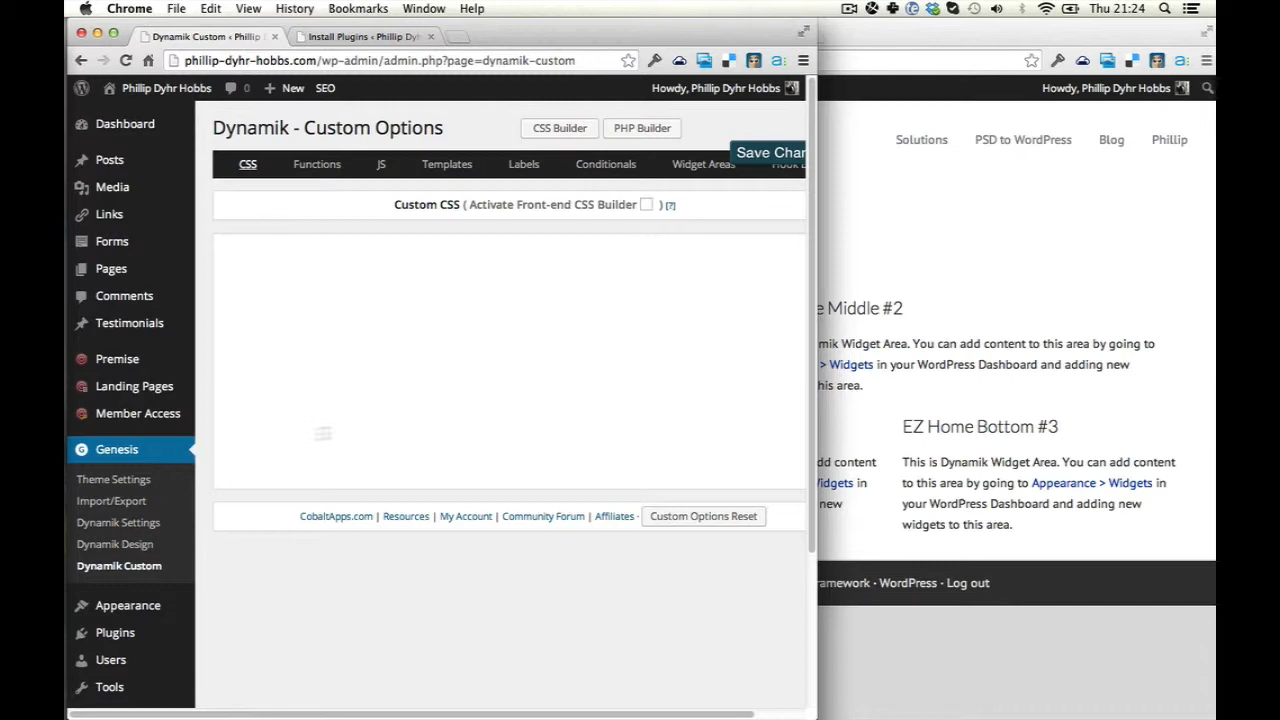 Chrome File Edit View History Bookmarks Window Help Thu 21:24
Dynamik Custom ‹ Phillip Install Plugins ‹ Phillip Dyh
phillip-dyhr-hobbs.com/wp-admin/admin.php?page=dynamik-custom
Phillip Dyhr Hobbs 0 + New SEO Howdy, Phillip Dyhr Hobbs
Howdy, Phillip Dyhr Hobbs
Dashboard
Posts
Media
Links
Forms
Pages
Comments
Testimonials
Premise
Landing Pages
Member Access
Genesis
Theme Settings
Import/Export
Dynamik Settings
Dynamik Design
Dynamik Custom
Appearance
Plugins
Users
Tools
Dynamik - Custom Options CSS Builder PHP Builder
Save Chan
CSS Functions JS Templates Labels Conditionals Widget Areas
Custom CSS ( Activate Front-end CSS Builder ) [?]
CobaltApps.com | Resources | My Account | Community Forum | Affiliates · Custom Options Reset
Solutions PSD to WordPress Blog Phillip
e Middle #2
mik Widget Area. You can add content to this area by going to
> Widgets in your WordPress Dashboard and adding new
his area.
EZ Home Bottom #3
dd content This is Dynamik Widget Area. You can add content
idgets in to this area by going to Appearance > Widgets in
new your WordPress Dashboard and adding new
widgets to this area.
ramework · WordPress · Log out